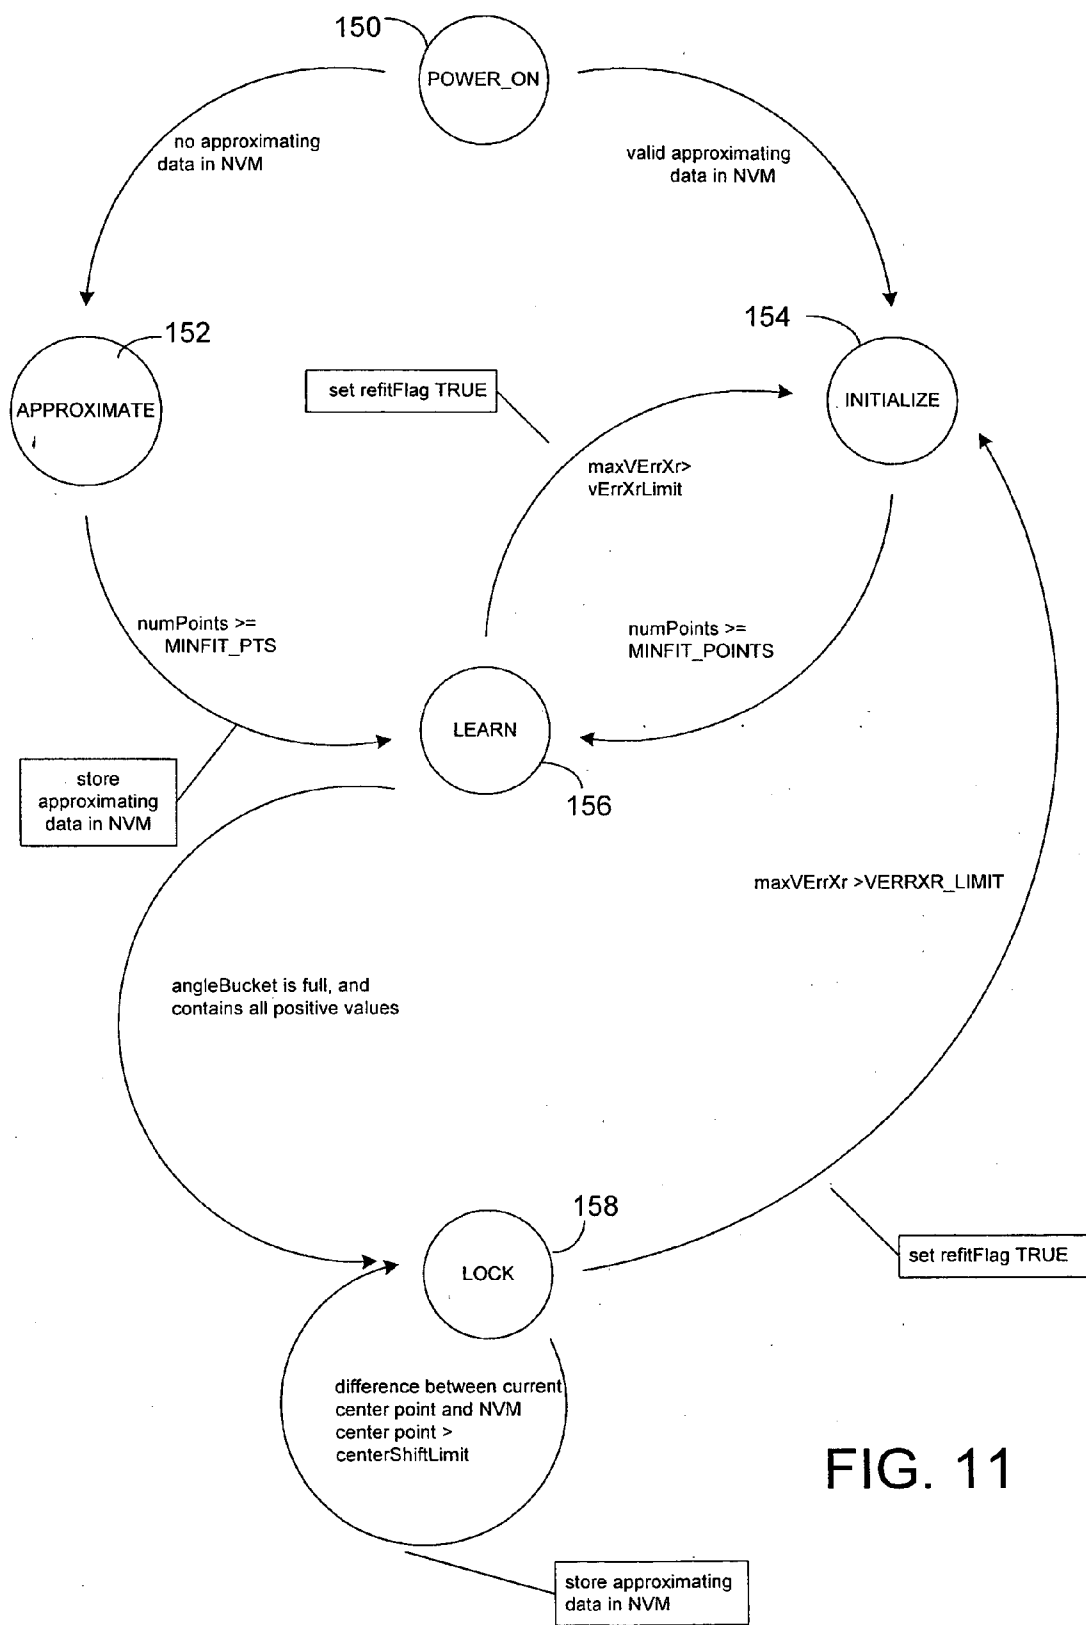 150
POWER_ON
no approximating
data in NVM
valid approximating
data in NVM
152
154
APPROXIMATE
set refitFlag TRUE
INITIALIZE
maxVErrXr>
vErrXrLimit
numPoints >=
MINFIT_PTS
numPoints >=
MINFIT_POINTS
LEARN
156
store
approximating
data in NVM
maxVErrXr >VERRXR_LIMIT
angleBucket is full, and
contains all positive values
158
LOCK
set refitFlag TRUE
difference between current
center point and NVM
center point >
centerShiftLimit
FIG. 11
store approximating
data in NVM